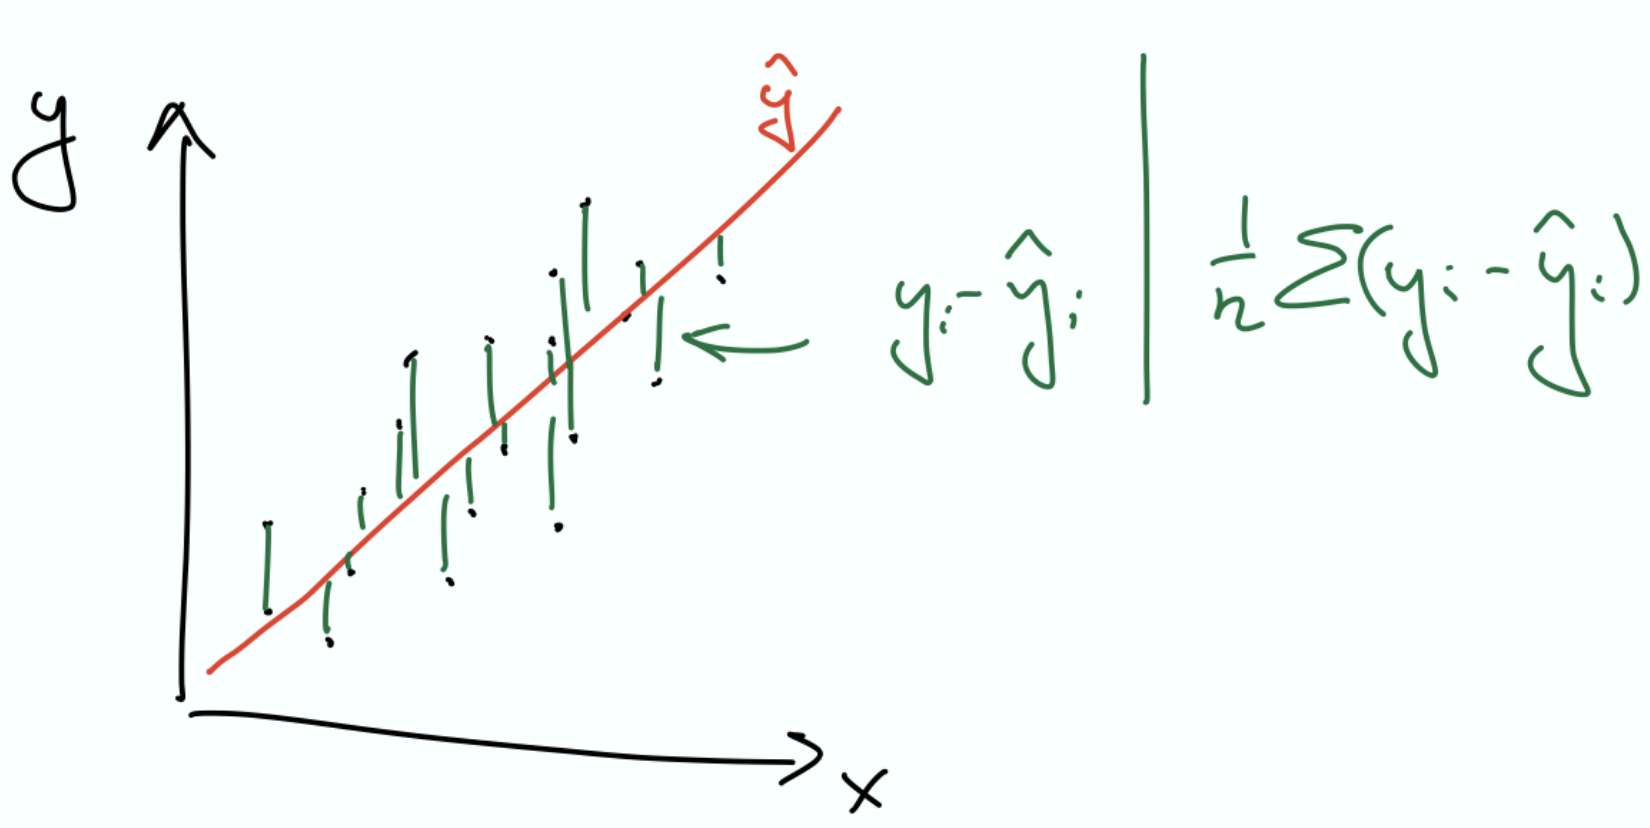 y
ŷ
yᵢ - ŷᵢ
1/n Σ(yᵢ - ŷᵢ)
x